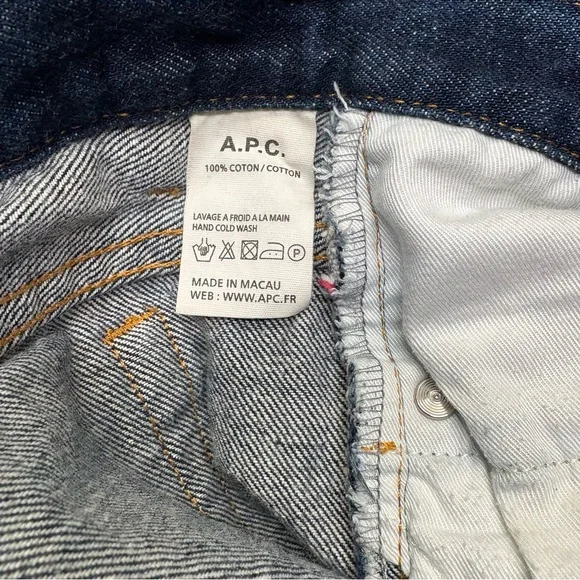 A.P.C.
100% COTON / COTTON
LAVAGE A FROID A LA MAIN
HAND COLD WASH
P
MADE IN MACAU
WEB : WWW.APC.FR